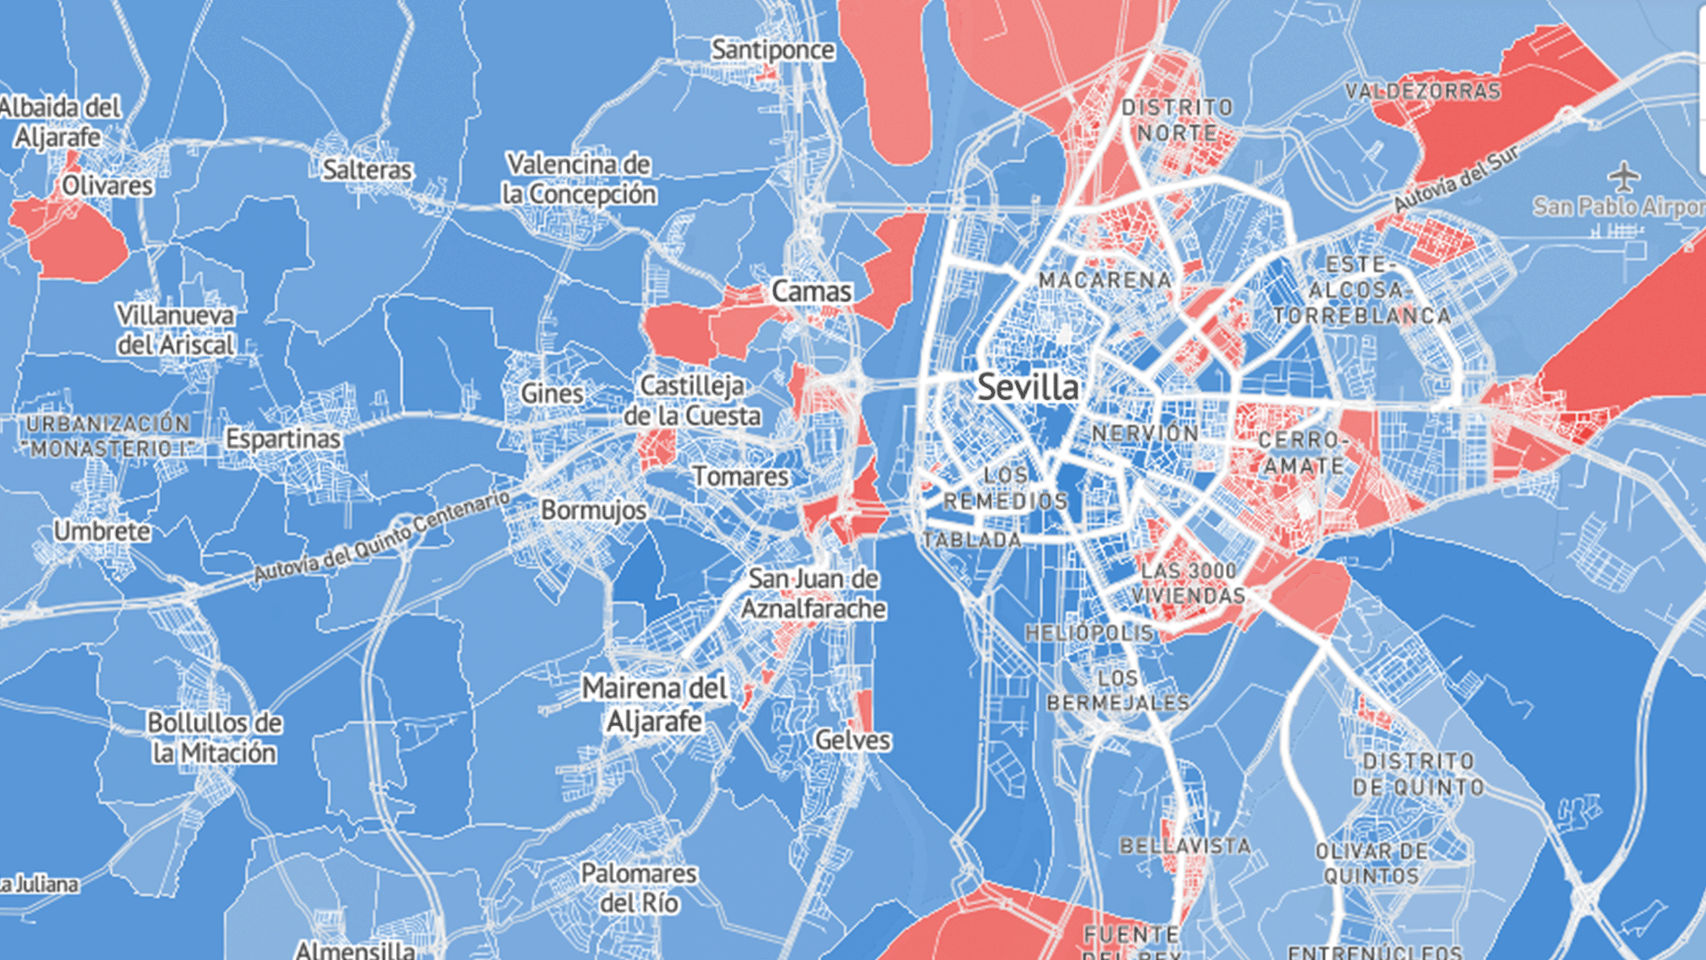 Santiponce
VALDEZORRAS
Albaida del
Aljarafe
DISTRITO
NORTE
Salteras
Olivares
Valencina de
la Concepción
Autovía del Sur
San Pablo Airpor
MACARENA
ESTE-
ALCOSA-
TORREBLANCA
Camas
Villanueva
del Ariscal
Gines
Castilleja
de la Cuesta
Sevilla
URBANIZACIÓN
"MONASTERIO I"
Espartinas
NERVIÓN
CERRO-
AMATE
Tomares
LOS
REMEDIOS
Bormujos
Umbrete
Autovía del Quinto Centenario
TABLADA
San Juan de
Aznalfarache
LAS 3000
VIVIENDAS
HELIÓPOLIS
LOS
BERMEJALES
Mairena del
Aljarafe
Bollullos de
la Mitación
Gelves
DISTRITO
DE QUINTO
BELLAVISTA
OLIVAR DE
QUINTOS
Palomares
del Río
a Juliana
Almensilla
FUENTE
DEL REY
ENTRENÚCLEOS